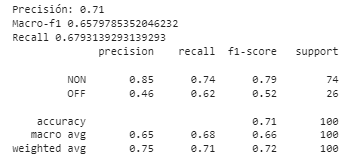 Precisión: 0.71
Macro-f1 0.6579785352046232
Recall 0.6793139293139293
precision recall f1-score support
NON 0.85 0.74 0.79 74
OFF 0.46 0.62 0.52 26
accuracy 0.71 100
macro avg 0.65 0.68 0.66 100
weighted avg 0.75 0.71 0.72 100